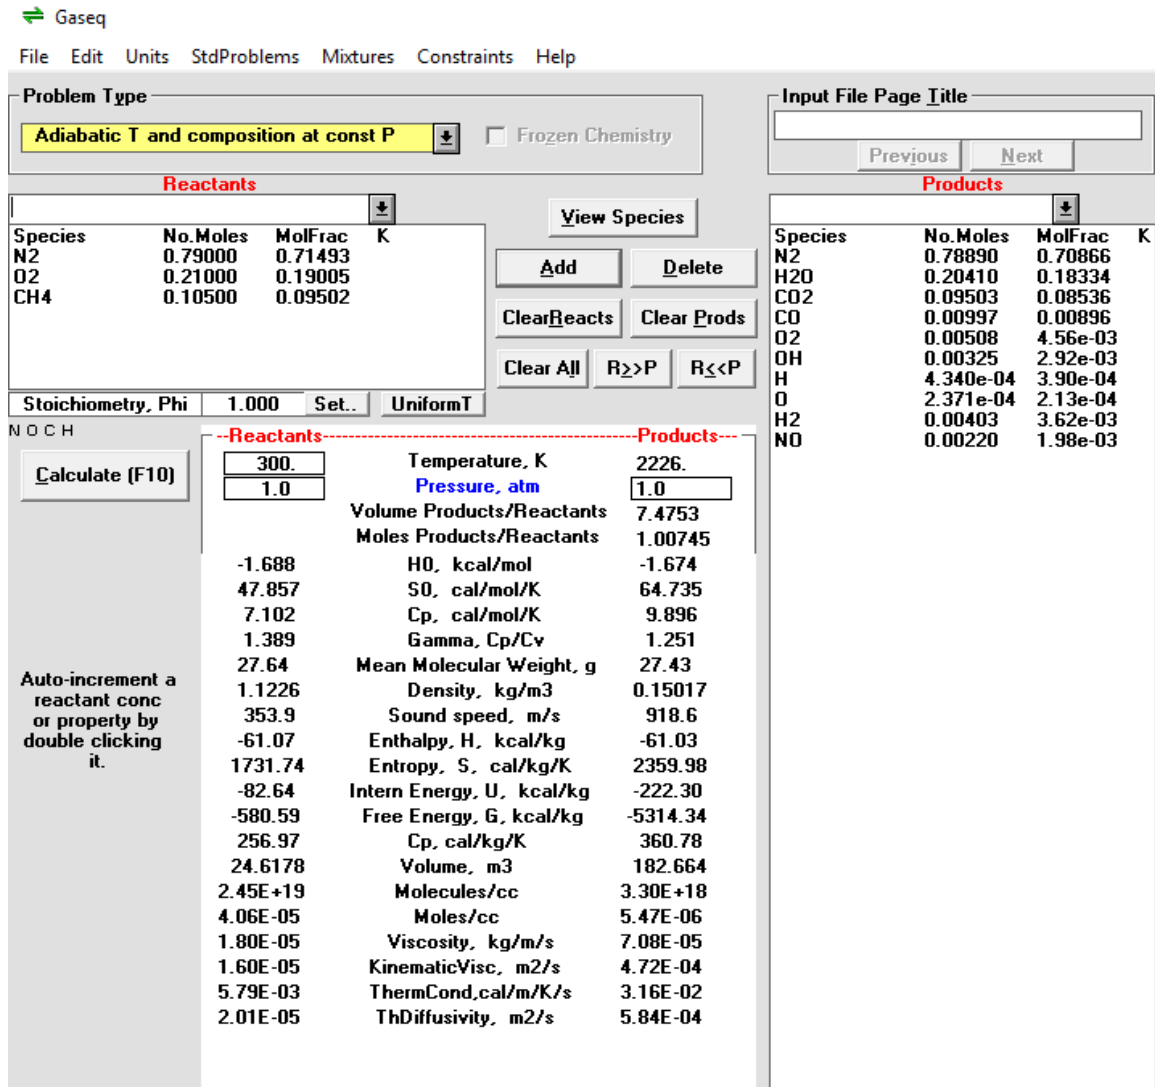 Gaseq
File Edit Units StdProblems Mixtures Constraints Help
Problem Type
Adiabatic T and composition at const P
Frozen Chemistry
Input File Page Title
Previous Next
Reactants
View Species
Species No.Moles MolFrac K
N2 0.79000 0.71493
O2 0.21000 0.19005
CH4 0.10500 0.09502
Add Delete
ClearReacts Clear Prods
Clear All R>>P R<<P
Stoichiometry, Phi 1.000 Set.. UniformT
Products
Species No.Moles MolFrac K
N2 0.78890 0.70866
H2O 0.20410 0.18334
CO2 0.09503 0.08536
CO 0.00997 0.00896
O2 0.00508 4.56e-03
OH 0.00325 2.92e-03
H 4.340e-04 3.90e-04
O 2.371e-04 2.13e-04
H2 0.00403 3.62e-03
NO 0.00220 1.98e-03
N O C H
Calculate (F10)
--Reactants-----------------------------------------Products---
300. Temperature, K 2226.
1.0 Pressure, atm 1.0
Volume Products/Reactants 7.4753
Moles Products/Reactants 1.00745
-1.688 H0, kcal/mol -1.674
47.857 S0, cal/mol/K 64.735
7.102 Cp, cal/mol/K 9.896
1.389 Gamma, Cp/Cv 1.251
27.64 Mean Molecular Weight, g 27.43
1.1226 Density, kg/m3 0.15017
353.9 Sound speed, m/s 918.6
-61.07 Enthalpy, H, kcal/kg -61.03
1731.74 Entropy, S, cal/kg/K 2359.98
-82.64 Intern Energy, U, kcal/kg -222.30
-580.59 Free Energy, G, kcal/kg -5314.34
256.97 Cp, cal/kg/K 360.78
24.6178 Volume, m3 182.664
2.45E+19 Molecules/cc 3.30E+18
4.06E-05 Moles/cc 5.47E-06
1.80E-05 Viscosity, kg/m/s 7.08E-05
1.60E-05 KinematicVisc, m2/s 4.72E-04
5.79E-03 ThermCond,cal/m/K/s 3.16E-02
2.01E-05 ThDiffusivity, m2/s 5.84E-04
Auto-increment a
reactant conc
or property by
double clicking
it.